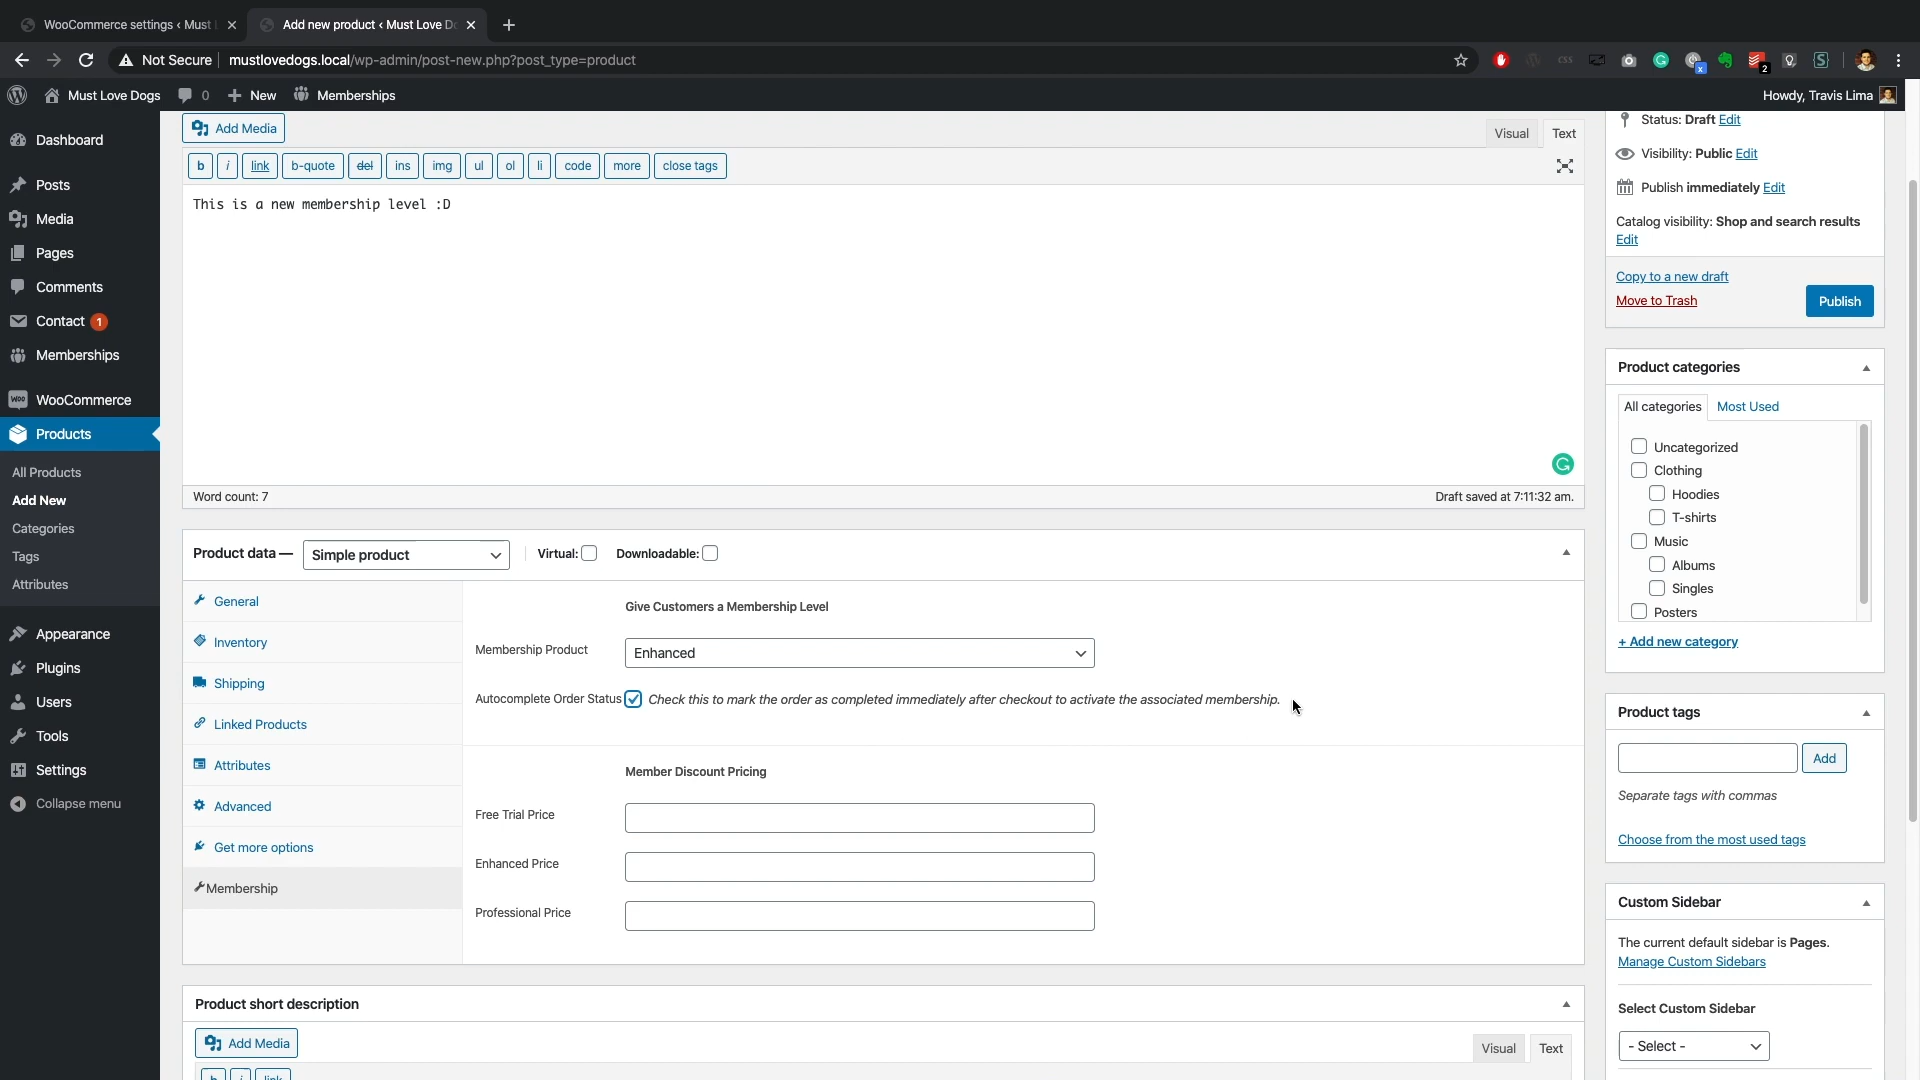 WooCommerce settings ‹ Must L
Add new product ‹ Must Love Do
Not Secure
mustlovedogs.local/wp-admin/post-new.php?post_type=product
css
x
2
Must Love Dogs
0
New
Memberships
Howdy, Travis Lima
Dashboard
Posts
Media
Pages
Comments
Contact 1
Memberships
WooCommerce
Products
All Products
Add New
Categories
Tags
Attributes
Appearance
Plugins
Users
Tools
Settings
Collapse menu
Add Media
Visual
Text
b
i
link
b-quote
del
ins
img
ul
ol
li
code
more
close tags
This is a new membership level :D
Word count: 7
Draft saved at 7:11:32 am.
Product data —
Simple product
Virtual:
Downloadable:
General
Inventory
Shipping
Linked Products
Attributes
Advanced
Get more options
Membership
Give Customers a Membership Level
Membership Product
Enhanced
Autocomplete Order Status
Check this to mark the order as completed immediately after checkout to activate the associated membership.
Member Discount Pricing
Free Trial Price
Enhanced Price
Professional Price
Product short description
Add Media
Visual
Text
b
i
link
Status: Draft Edit
Visibility: Public Edit
Publish immediately Edit
Catalog visibility: Shop and search results
Edit
Copy to a new draft
Move to Trash
Publish
Product categories
All categories
Most Used
Uncategorized
Clothing
Hoodies
T-shirts
Music
Albums
Singles
Posters
+ Add new category
Product tags
Add
Separate tags with commas
Choose from the most used tags
Custom Sidebar
The current default sidebar is Pages.
Manage Custom Sidebars
Select Custom Sidebar
- Select -